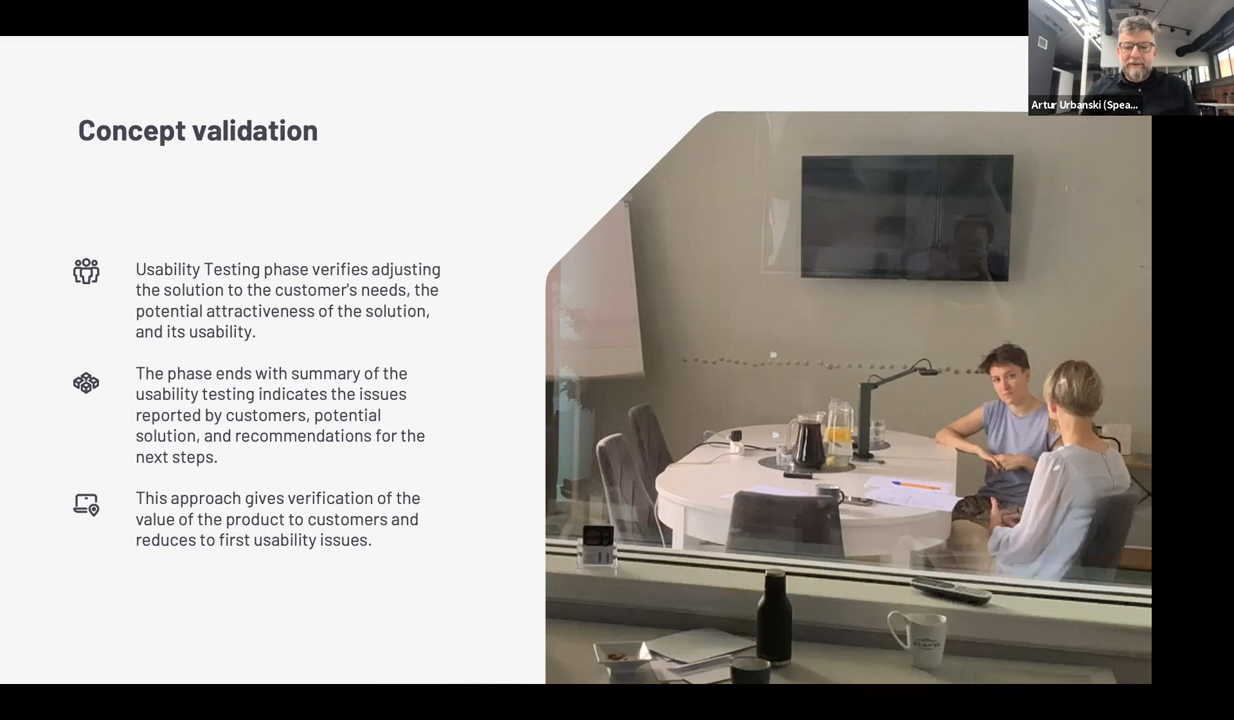 Artur Urbanski (Spea...
Concept validation
Usability Testing phase verifies adjusting
the solution to the customer's needs, the
potential attractiveness of the solution,
and its usability.
The phase ends with summary of the
usability testing indicates the issues
reported by customers, potential
solution, and recommendations for the
next steps.
This approach gives verification of the
value of the product to customers and
reduces to first usability issues.